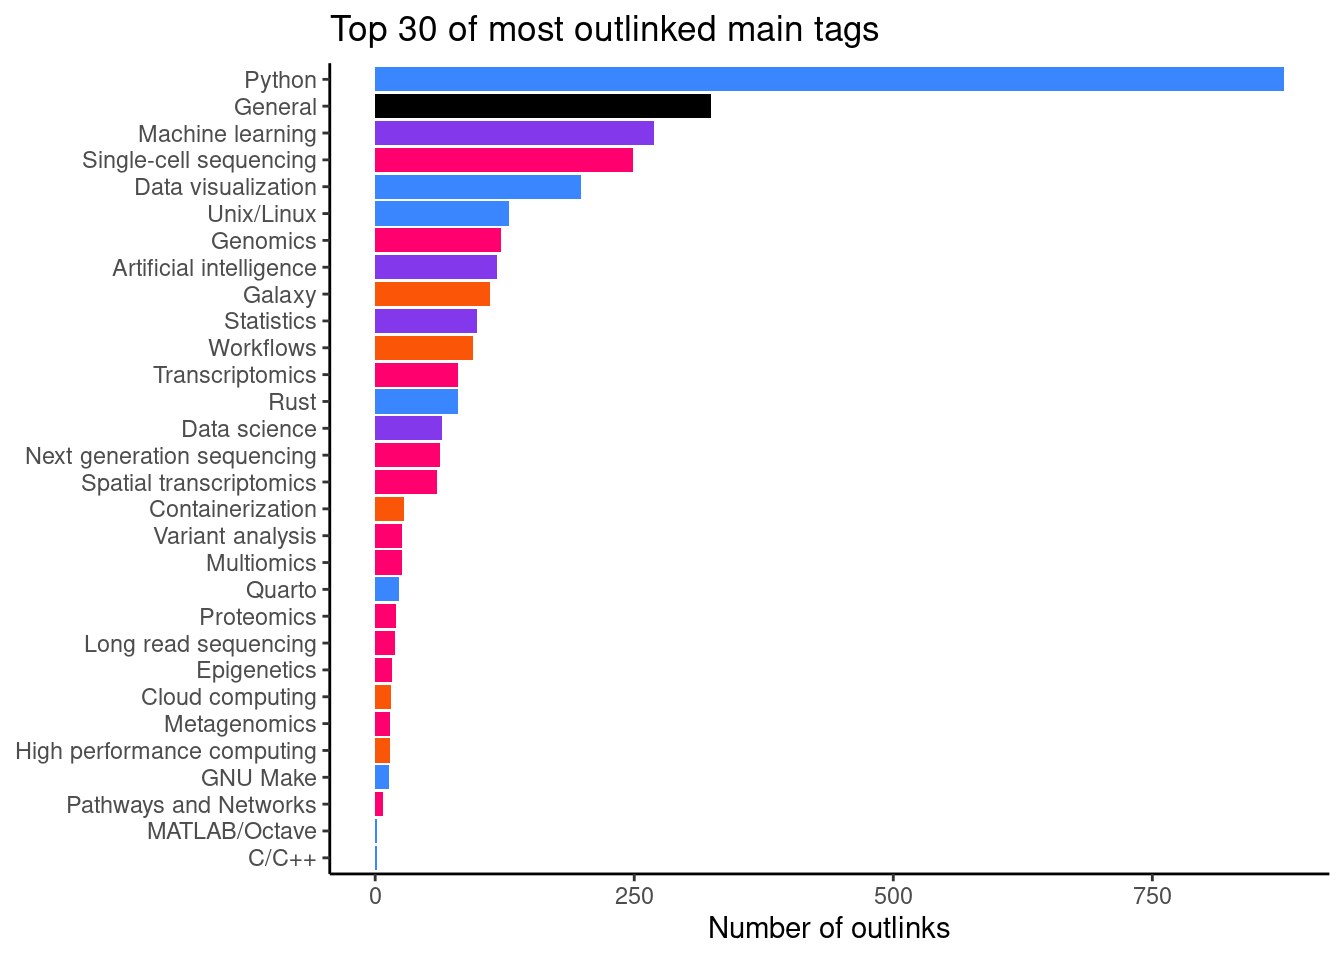 Top 30 of most outlinked main tags
Python
General
Machine learning
Single-cell sequencing
Data visualization
Unix/Linux
Genomics
Artificial intelligence
Galaxy
Statistics
Workflows
Transcriptomics
Rust
Data science
Next generation sequencing
Spatial transcriptomics
Containerization
Variant analysis
Multiomics
Quarto
Proteomics
Long read sequencing
Epigenetics
Cloud computing
Metagenomics
High performance computing
GNU Make
Pathways and Networks
MATLAB/Octave
C/C++
0 250 500 750
Number of outlinks